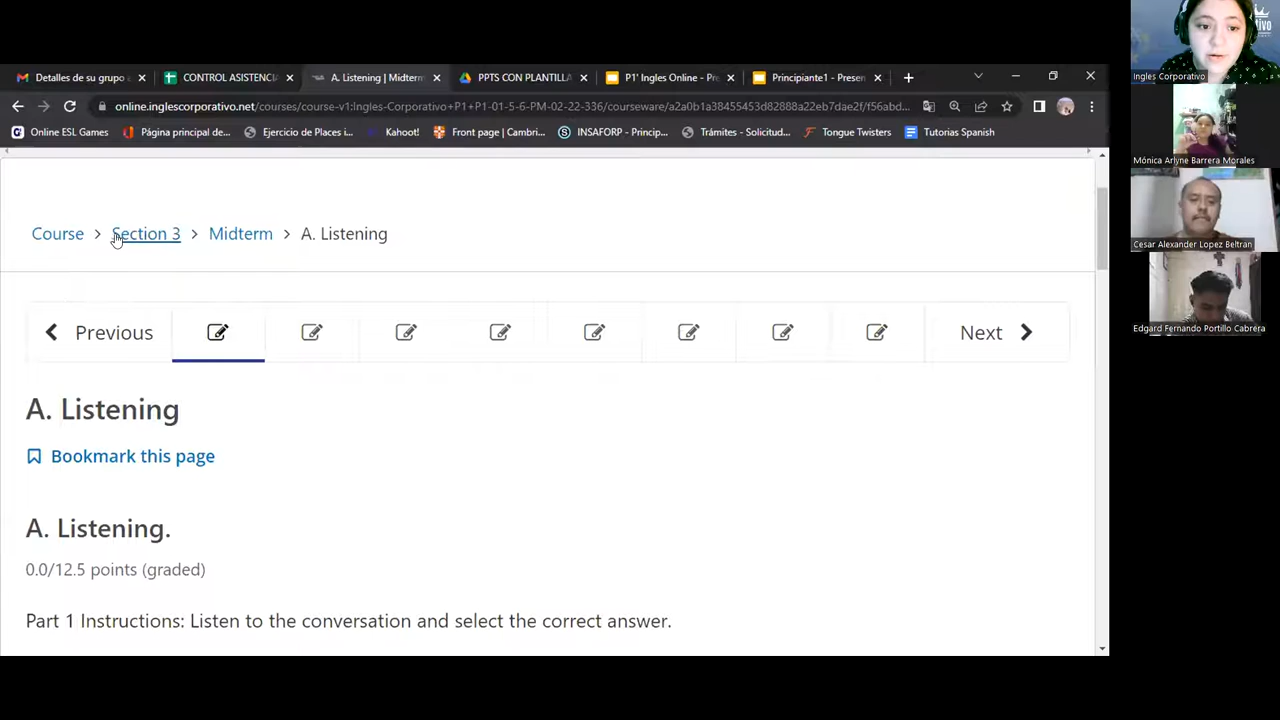 Detalles de su grupo
CONTROL ASISTENCI
A. Listening | Midterm
PPTS CON PLANTILLA
P1' Ingles Online - Pre
Principiante1 - Presen
online.inglescorporativo.net/courses/course-v1:Ingles-Corporativo+P1+P1-01-5-6-PM-02-22-336/courseware/a2a0b1a38455453d82888a22eb7dae2f/f56abd...
Online ESL Games
Página principal de...
Ejercicio de Places i...
Kahoot!
Front page | Cambri...
INSAFORP - Princip...
Trámites - Solicitud...
Tongue Twisters
Tutorias Spanish
Course > Section 3 > Midterm > A. Listening
Previous
Next
A. Listening
Bookmark this page
A. Listening.
0.0/12.5 points (graded)
Part 1 Instructions: Listen to the conversation and select the correct answer.
Ingles Corporativo
Mónica Arlyne Barrera Morales
Cesar Alexander Lopez Beltran
Edgard Fernando Portillo Cabrera